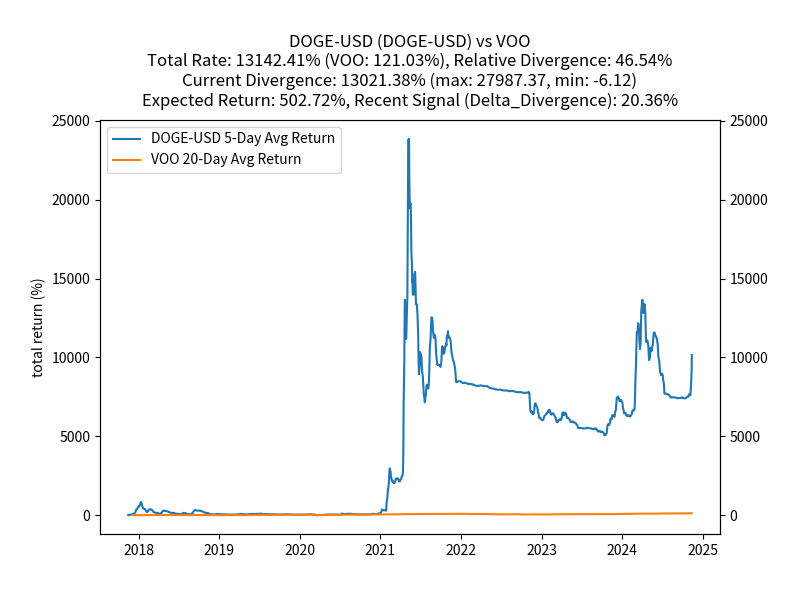 DOGE-USD (DOGE-USD) vs VOO
Total Rate: 13142.41% (VOO: 121.03%), Relative Divergence: 46.54%
Current Divergence: 13021.38% (max: 27987.37, min: -6.12)
Expected Return: 502.72%, Recent Signal (Delta_Divergence): 20.36%
DOGE-USD 5-Day Avg Return
VOO 20-Day Avg Return
total return (%)
25000
20000
15000
10000
5000
0
25000
20000
15000
10000
5000
0
2018 2019 2020 2021 2022 2023 2024 2025